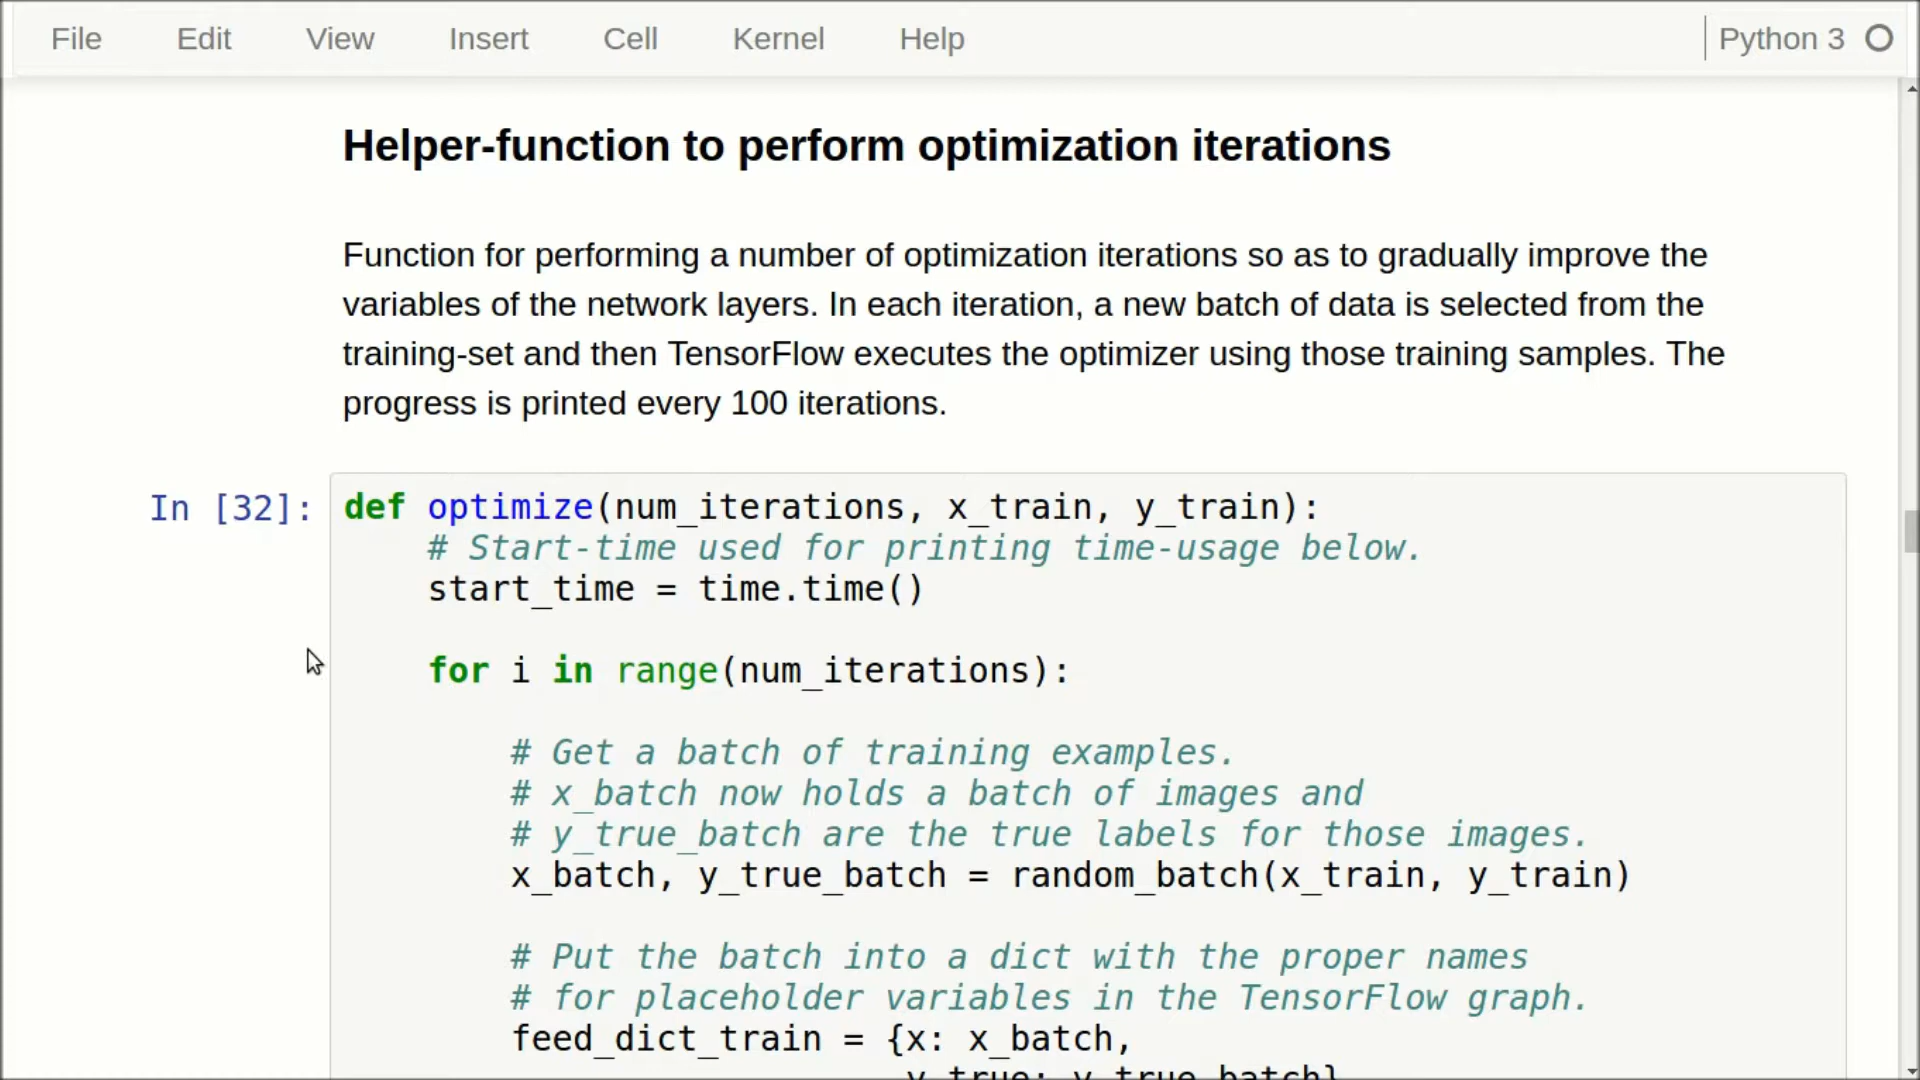 File Edit View Insert Cell Kernel Help Python 3
Helper-function to perform optimization iterations
Function for performing a number of optimization iterations so as to gradually improve the
variables of the network layers. In each iteration, a new batch of data is selected from the
training-set and then TensorFlow executes the optimizer using those training samples. The
progress is printed every 100 iterations.
In [32]: def optimize(num_iterations, x_train, y_train):
# Start-time used for printing time-usage below.
start_time = time.time()
for i in range(num_iterations):
# Get a batch of training examples.
# x_batch now holds a batch of images and
# y_true_batch are the true labels for those images.
x_batch, y_true_batch = random_batch(x_train, y_train)
# Put the batch into a dict with the proper names
# for placeholder variables in the TensorFlow graph.
feed_dict_train = {x: x_batch,
y_true: y_true_batch}